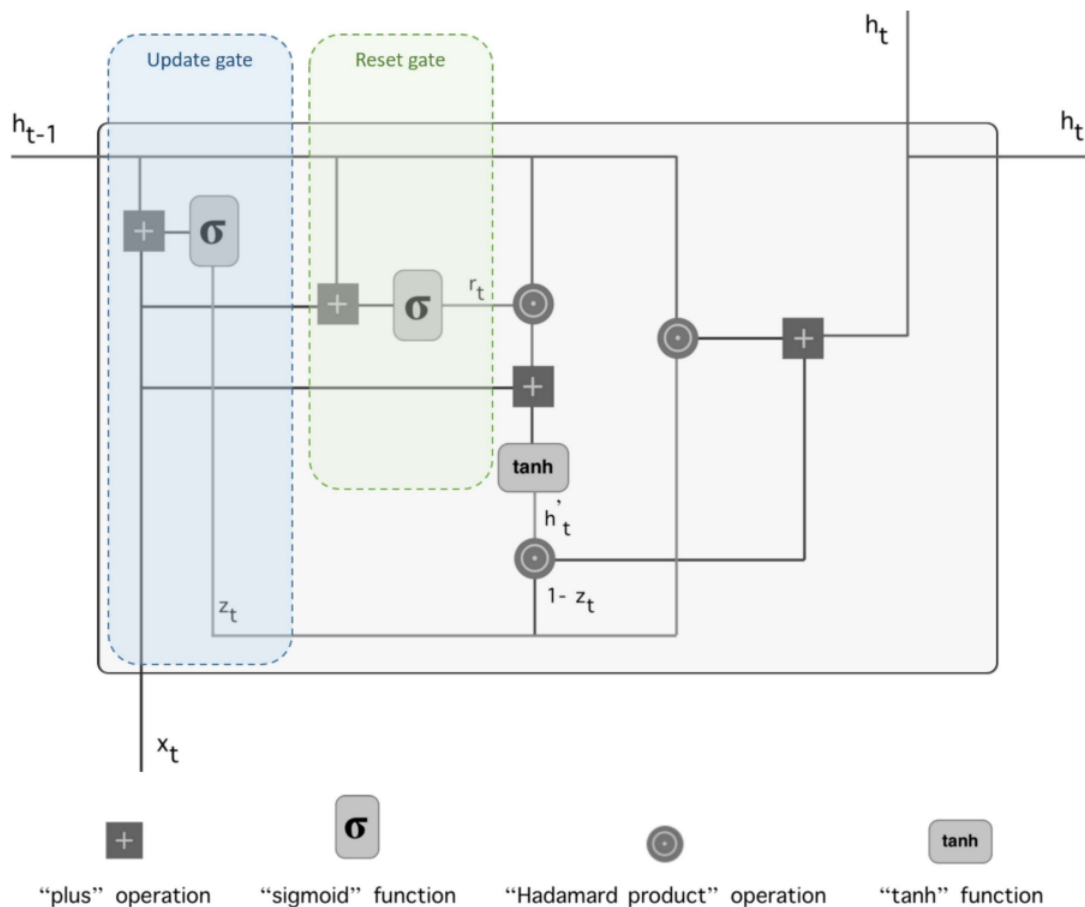 h_t
Update gate
Reset gate
h_{t-1}
h_t
+
σ
r_t
+
σ
+
+
tanh
h'_t
1- z_t
z_t
x_t
+
σ
tanh
“plus” operation
“sigmoid” function
“Hadamard product” operation
“tanh” function